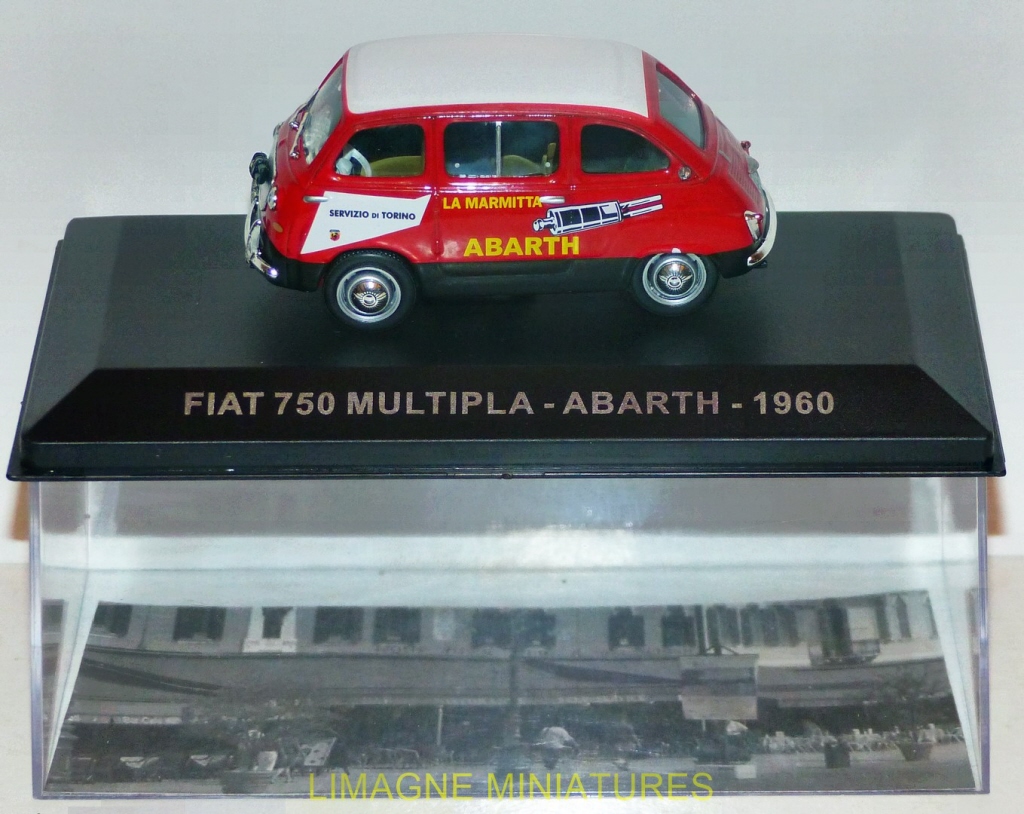 SERVIZIO DI TORINO
LA MARMITTA
ABARTH
FIAT 750 MULTIPLA - ABARTH - 1960
LIMAGNE MINIATURES